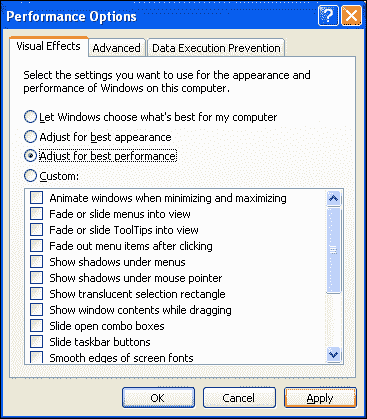 Performance Options
Visual Effects Advanced Data Execution Prevention
Select the settings you want to use for the appearance and
performance of Windows on this computer.
Let Windows choose what's best for my computer
Adjust for best appearance
Adjust for best performance
Custom:
Animate windows when minimizing and maximizing
Fade or slide menus into view
Fade or slide ToolTips into view
Fade out menu items after clicking
Show shadows under menus
Show shadows under mouse pointer
Show translucent selection rectangle
Show window contents while dragging
Slide open combo boxes
Slide taskbar buttons
Smooth edges of screen fonts
OK Cancel Apply